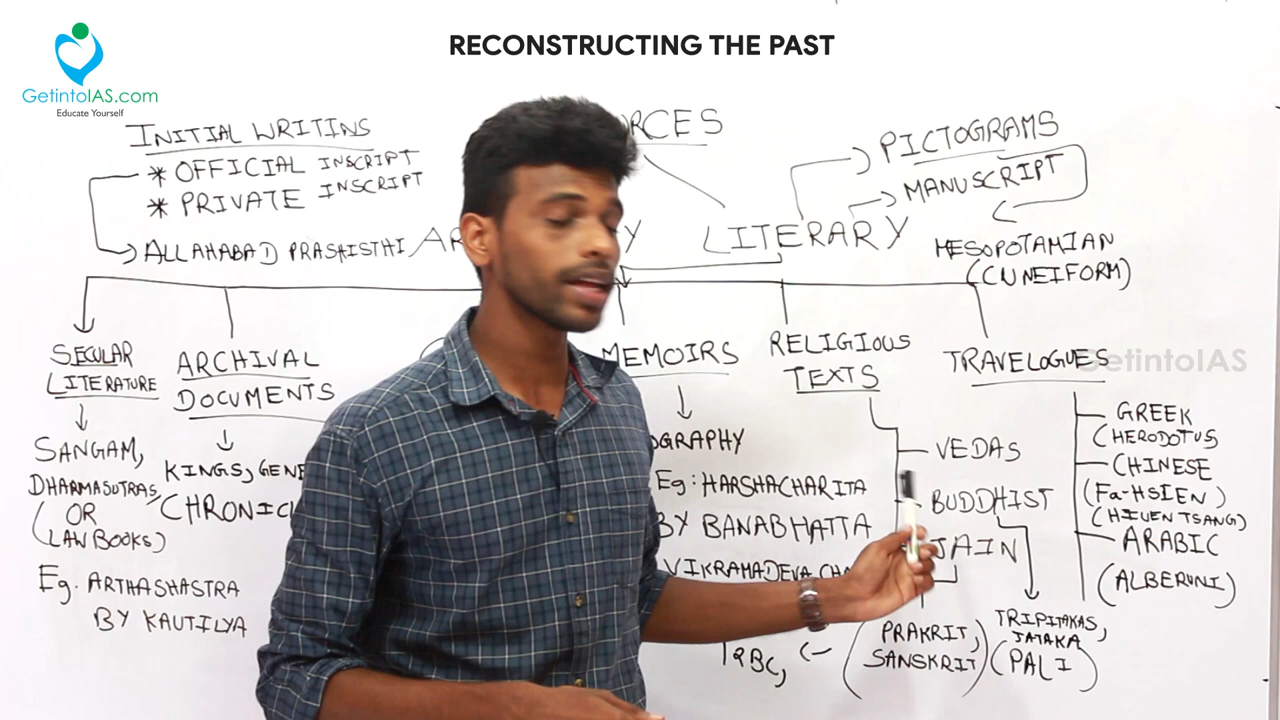 RECONSTRUCTING THE PAST
GetintoIAS.com
Educate Yourself
INITIAL WRITINS
* OFFICIAL INSCRIPT
* PRIVATE INSCRIPT
ALLAHABAD PRASHISTHI
RCES
AR
Y
LITERARY
PICTOGRAMS
MANUSCRIPT
MESOPOTAMIAN
(CUNEIFORM)
SECULAR
LITERATURE
SANGAM,
DHARMASUTRAS
(OR
LAW BOOKS)
Eg. ARTHASHASTRA
BY KAUTILYA
ARCHIVAL
DOCUMENTS
KINGS, GENE
CHRONICL
MEMOIRS
OGRAPHY
Eg: HARSHACHARITA
BY BANABHATTA
VIKRAMADEVA CHA
RELIGIOUS
TEXTS
VEDAS
BUDDHIST
JAIN
TRIPITAKAS,
JATAKA
(PALI)
(PRAKRIT,
SANSKRIT)
TRAVELOGUES
GREEK
(HERODOTUS
CHINESE
(Fa-HSIEN)
(HIUEN TSANG)
ARABIC
(ALBERUNI)
GetintoIAS